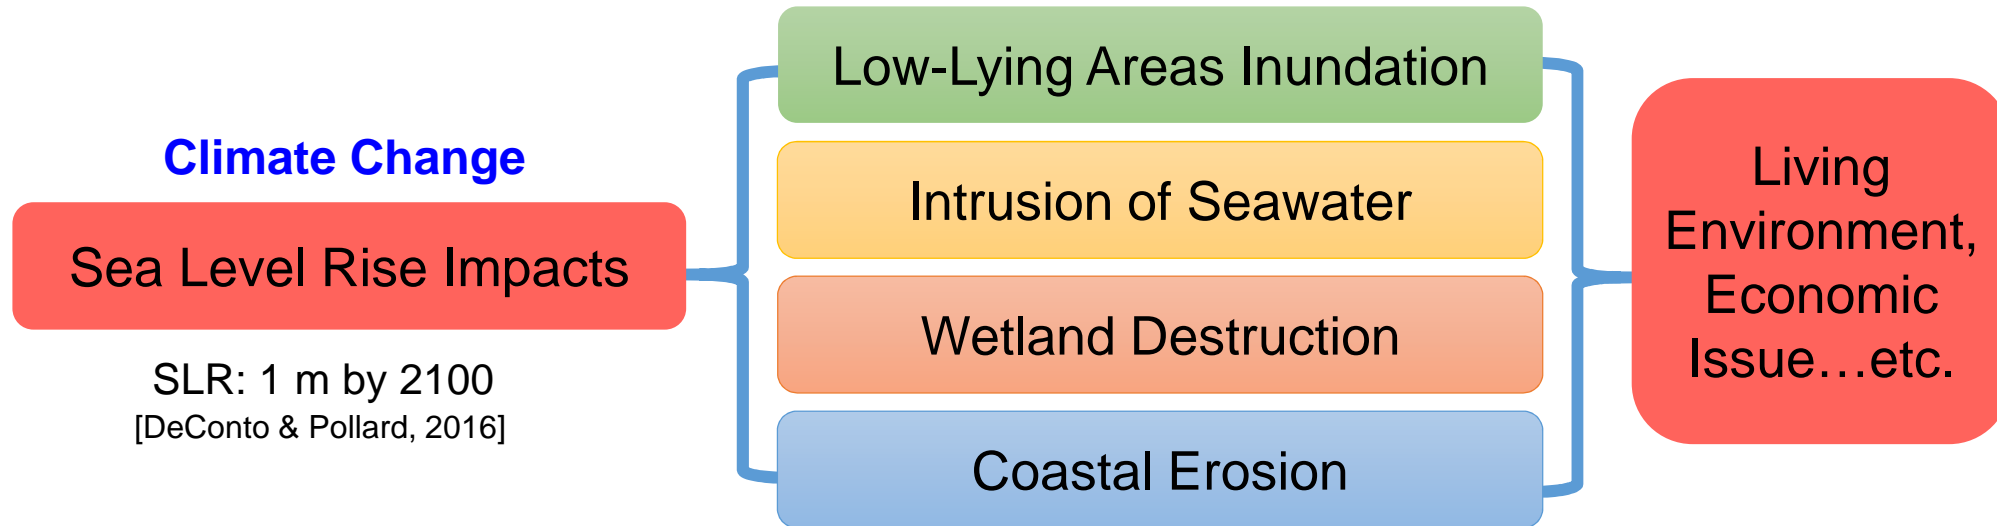 Climate Change
Sea Level Rise Impacts
SLR: 1 m by 2100
[DeConto & Pollard, 2016]
Low-Lying Areas Inundation
Intrusion of Seawater
Wetland Destruction
Coastal Erosion
Living
Environment,
Economic
Issue…etc.